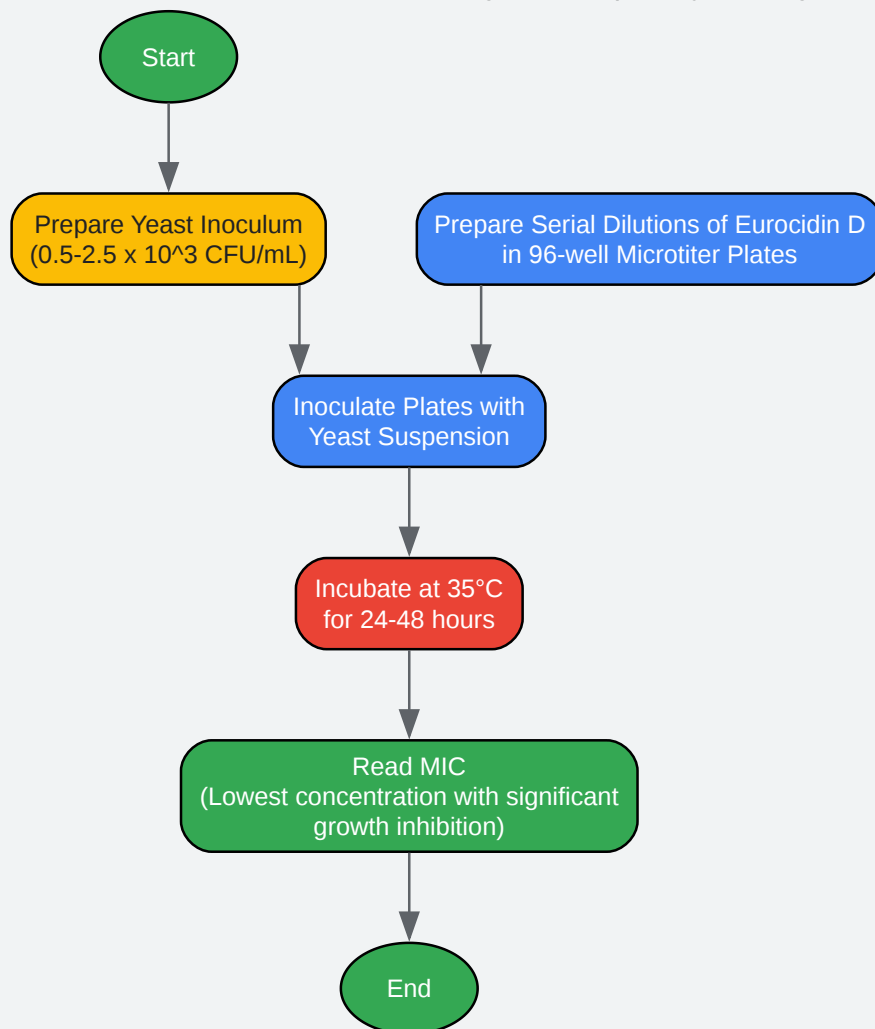 Start
Prepare Yeast Inoculum
(0.5-2.5 x 10^3 CFU/mL)
Prepare Serial Dilutions of Eurocidin D
in 96-well Microtiter Plates
Inoculate Plates with
Yeast Suspension
Incubate at 35°C
for 24-48 hours
Read MIC
(Lowest concentration with significant
growth inhibition)
End